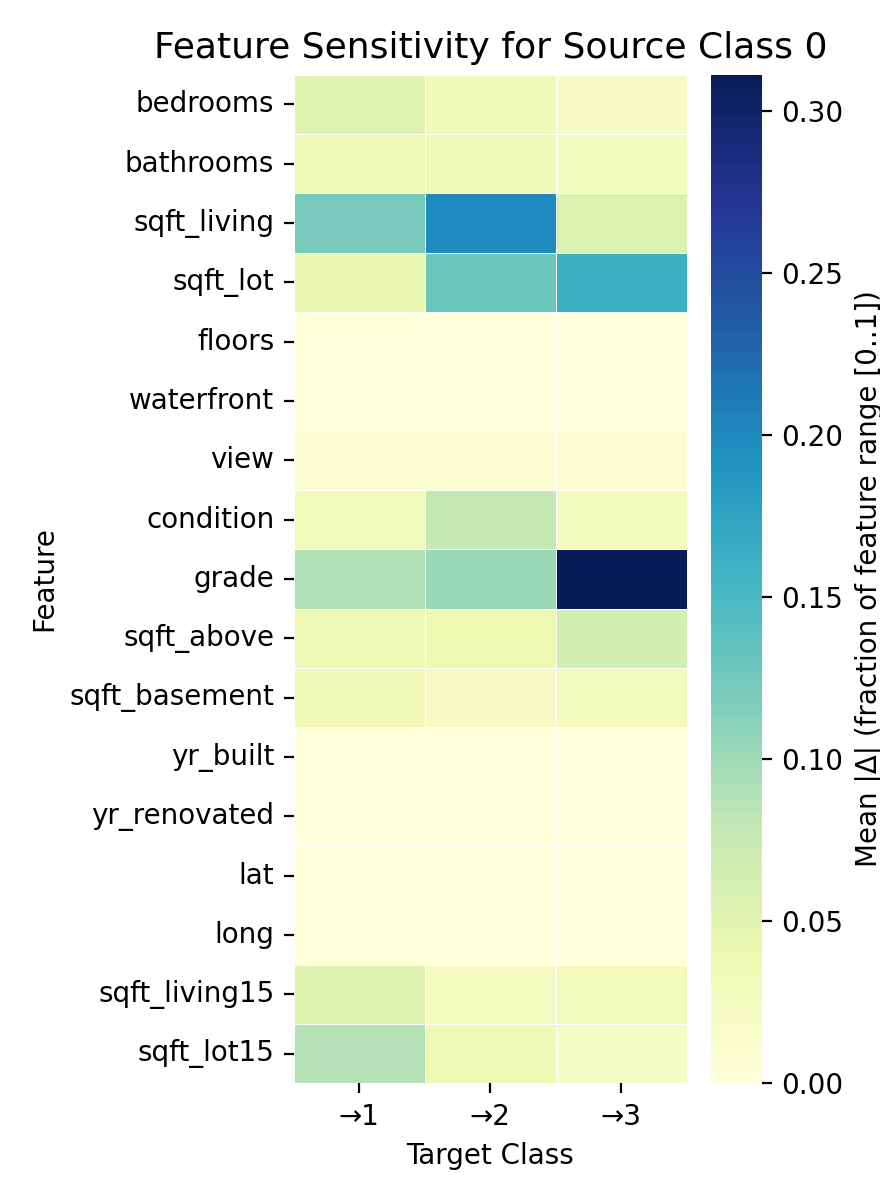 Feature Sensitivity for Source Class 0
bedrooms
bathrooms
sqft_living
sqft_lot
floors
waterfront
view
condition
grade
sqft_above
sqft_basement
yr_built
yr_renovated
lat
long
sqft_living15
sqft_lot15
Feature
→1
→2
→3
Target Class
0.30
0.25
0.20
0.15
0.10
0.05
0.00
Mean |Δ| (fraction of feature range [0..1])